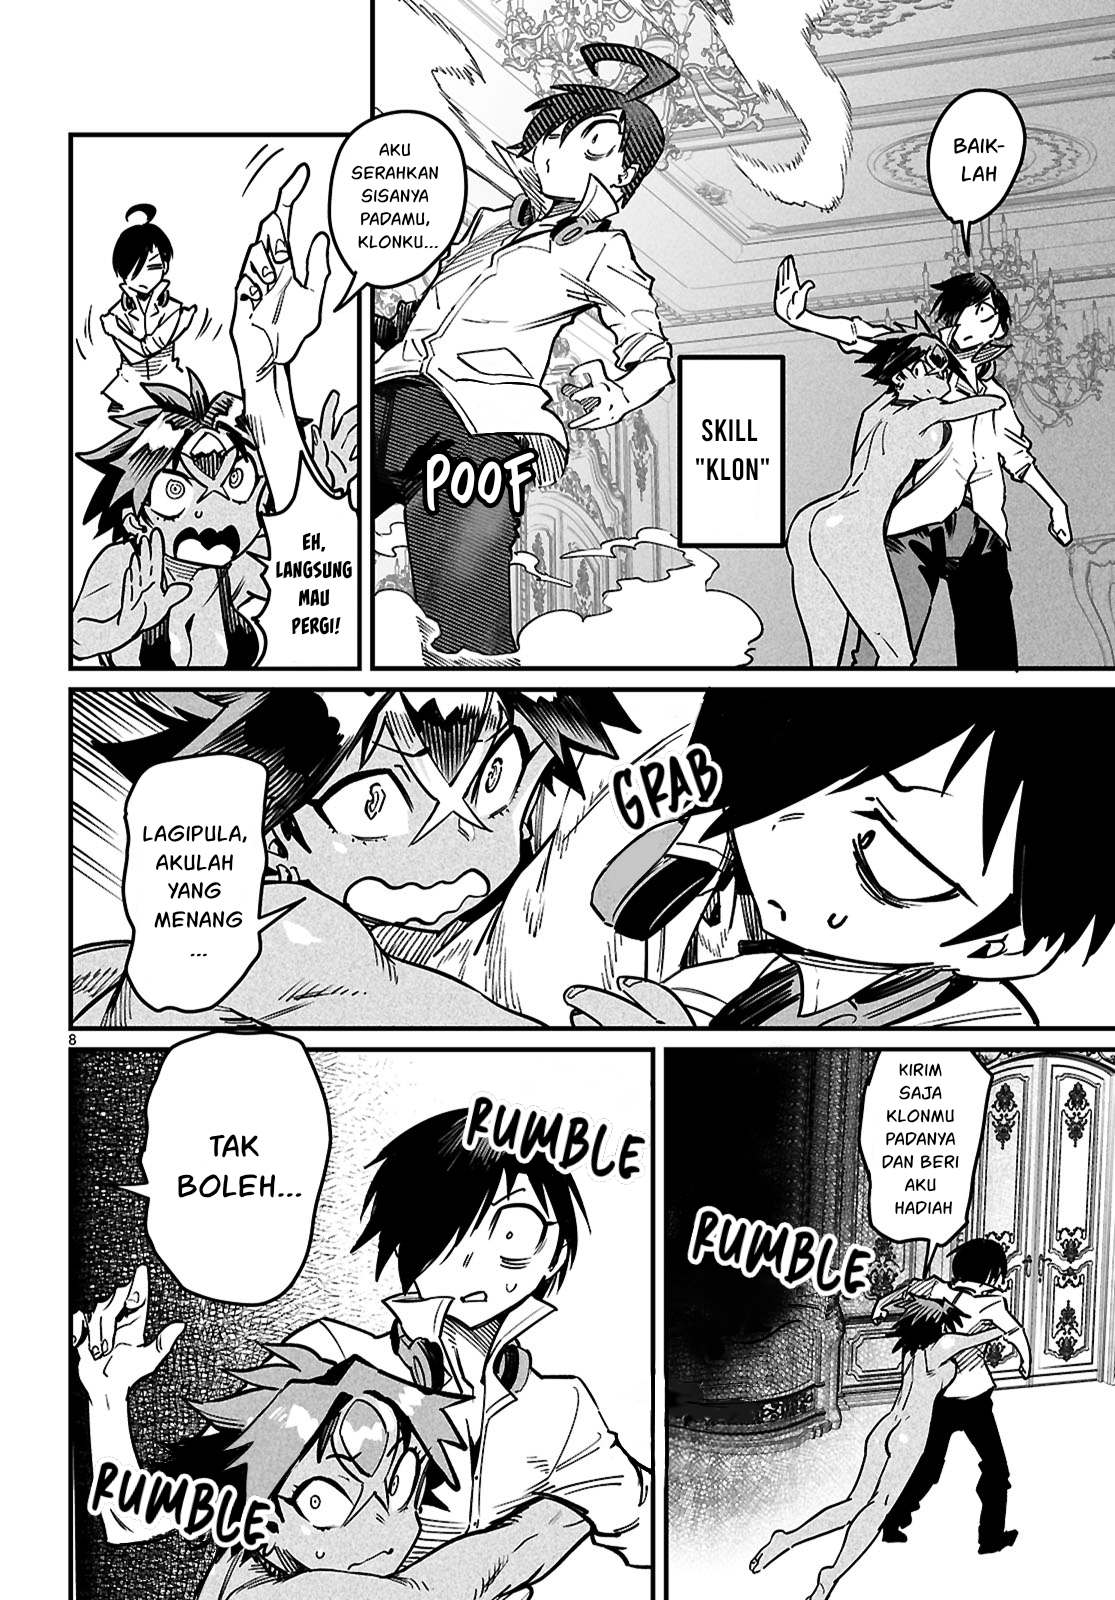 BAIK-
LAH
SKILL
"KLON"
AKU
SERAHKAN
SISANYA
PADAMU,
KLONKU...
POOF
EH,
LANGSUNG
MAU
PERGI!
GRAB
LAGIPULA,
AKULAH
YANG
MENANG
...
8
KIRIM
SAJA
KLONMU
PADANYA
DAN BERI
AKU
HADIAH
RUMBLE
RUMBLE
TAK
BOLEH...
RUMBLE